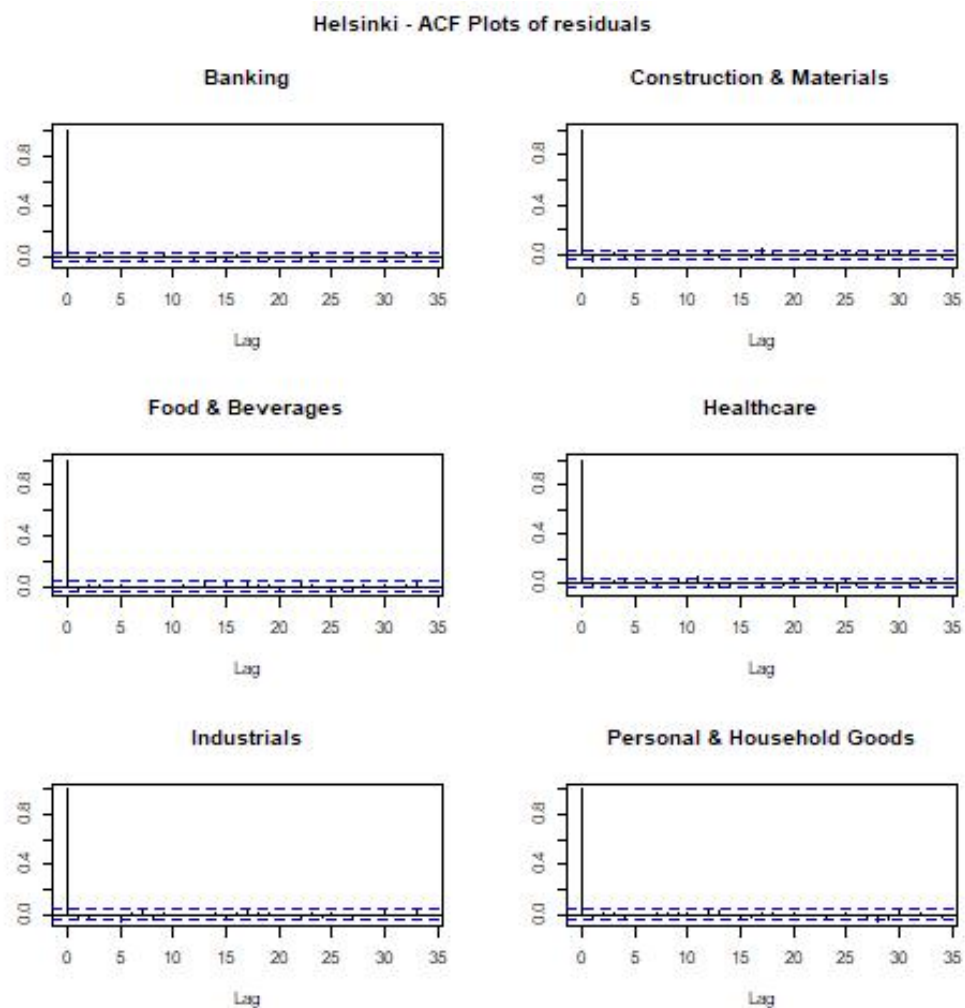 Helsinki - ACF Plots of residuals
Banking
Construction & Materials
0.0 0.4 0.8
0.0 0.4 0.8
0 5 10 15 20 25 30 35
0 5 10 15 20 25 30 35
Lag
Lag
Food & Beverages
Healthcare
0.0 0.4 0.8
0.0 0.4 0.8
0 5 10 15 20 25 30 35
0 5 10 15 20 25 30 35
Lag
Lag
Industrials
Personal & Household Goods
0.0 0.4 0.8
0.0 0.4 0.8
0 5 10 15 20 25 30 35
0 5 10 15 20 25 30 35
Lag
Lag